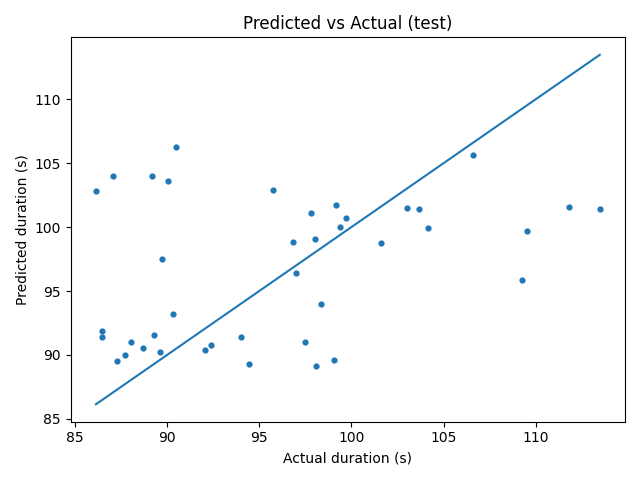 Predicted vs Actual (test)
Predicted duration (s)
110
105
100
95
90
85
85 90 95 100 105 110
Actual duration (s)